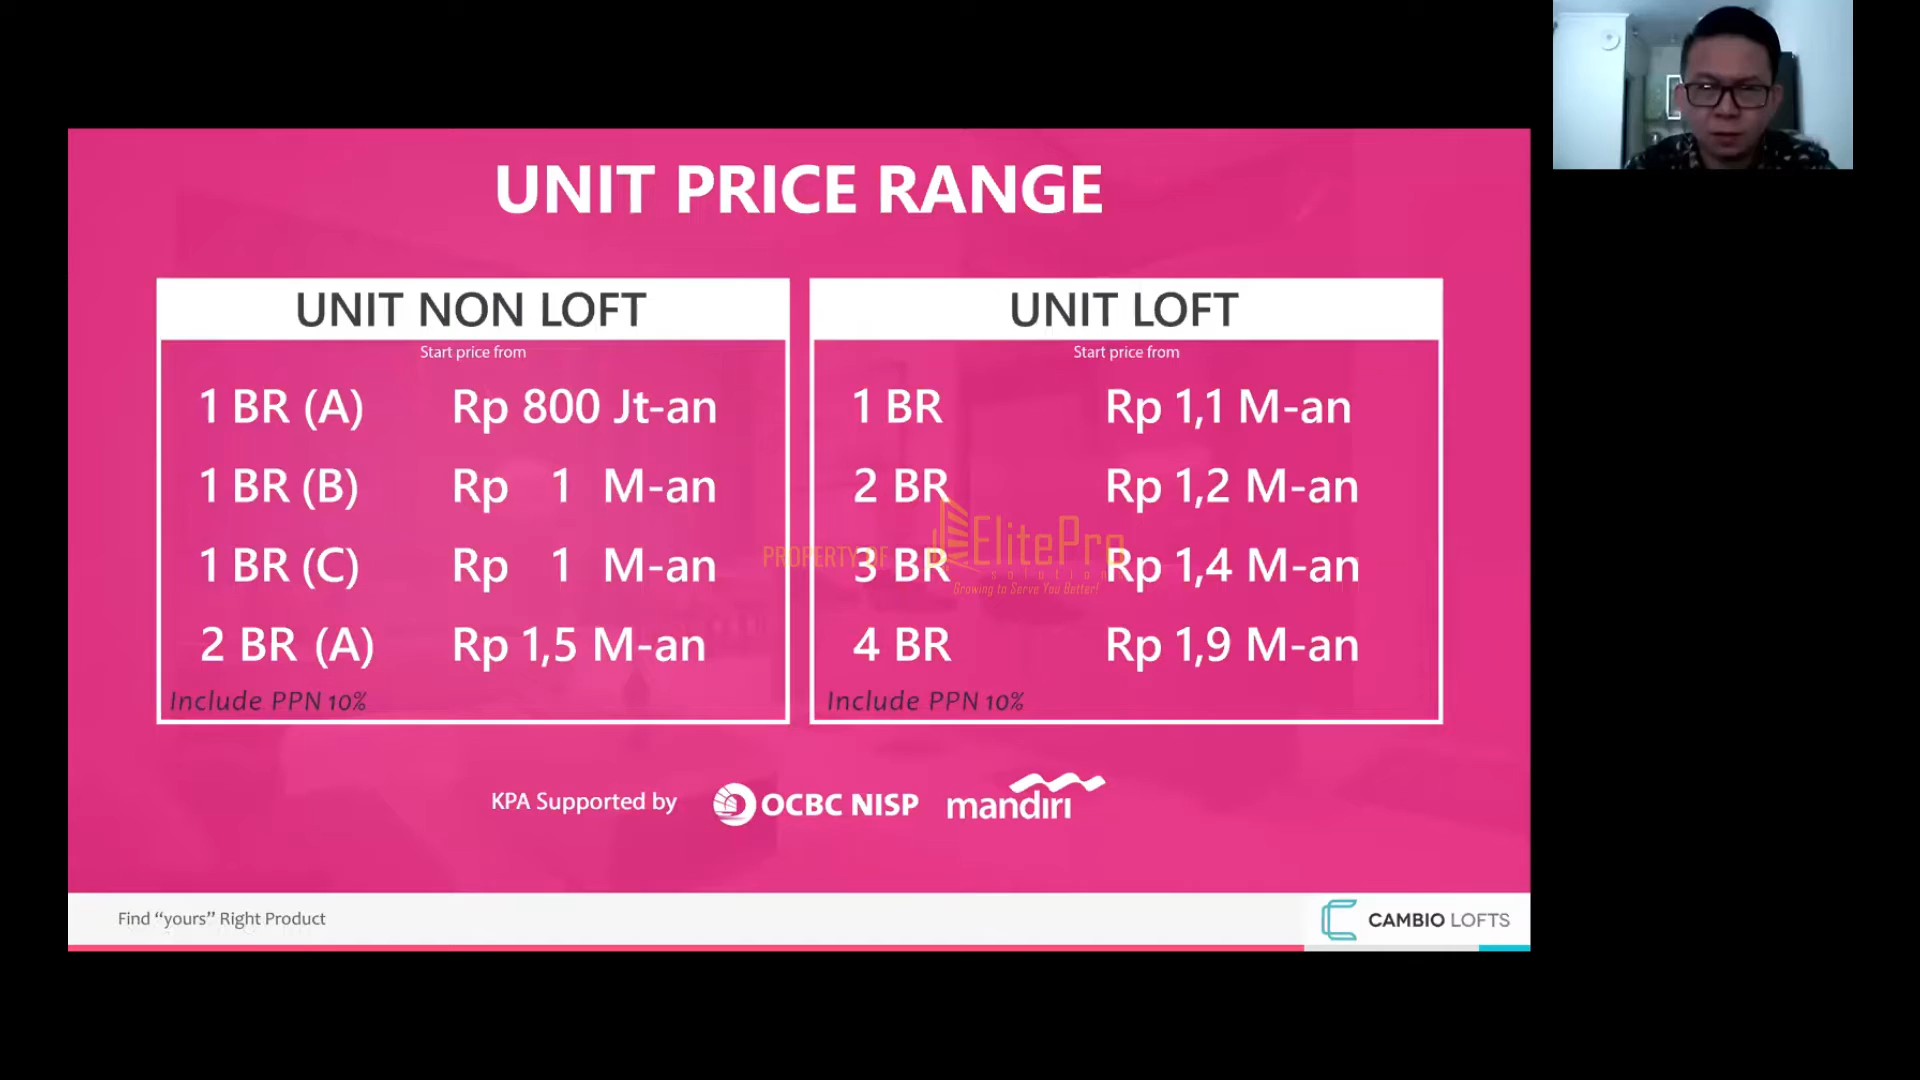 UNIT PRICE RANGE
UNIT NON LOFT
Start price from
1 BR (A) Rp 800 Jt-an
1 BR (B) Rp 1 M-an
1 BR (C) Rp 1 M-an
2 BR (A) Rp 1,5 M-an
Include PPN 10%
UNIT LOFT
Start price from
1 BR Rp 1,1 M-an
2 BR Rp 1,2 M-an
3 BR Rp 1,4 M-an
4 BR Rp 1,9 M-an
Include PPN 10%
PROPERTY OF ElitePro
solution
Growing to Serve You Better!
KPA Supported by OCBC NISP mandiri
Find “yours” Right Product
CAMBIO LOFTS